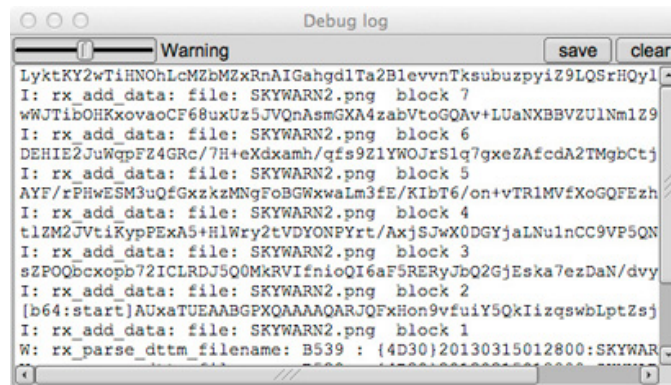 Debug log
Warning
save
clear
LyktKY2wTiHNOhLcMZbMZxRnAIGahgdlTa2B1evvnTksubuzpyiZ9LQSrHQyl
I: rx_add_data: file: SKYWARN2.png block 7
wWJTibOHKxovaoCF68uxUz5JVQnAsmGXA4zabVtoGQAv+LUaNXBBVZUlNm1Z9
I: rx_add_data: file: SKYWARN2.png block 6
DEHIE2JuWqpFZ4GRc/7H+eXdxamh/qfs9Z1YWOJrS1q7gxeZAfcdA2TMgbCtj
I: rx_add_data: file: SKYWARN2.png block 5
AYF/rPHwESM3uQfGxzkzMNgFoBGWxwaLm3fE/KIbT6/on+vTR1MVfXoGQFEzh
I: rx_add_data: file: SKYWARN2.png block 4
tlZM2JVtiKypPExA5+HlWry2tVDYONPYrt/AxjSJwX0DGYjaLNu1nCC9VP5QN
I: rx_add_data: file: SKYWARN2.png block 3
sZPOQbcxopb72ICLRDJ5Q0MkRVIfnioQI6aF5RERyJbQ2GjEska7ezDaN/dvy
I: rx_add_data: file: SKYWARN2.png block 2
[b64:start]AUxaTUEAABGPXQAAAAQARJQFxHon9vfuiY5QkIizqswbLptZsj
I: rx_add_data: file: SKYWARN2.png block 1
W: rx_parse_dttm_filename: B539 : {4D30}20130315012800:SKYWAR